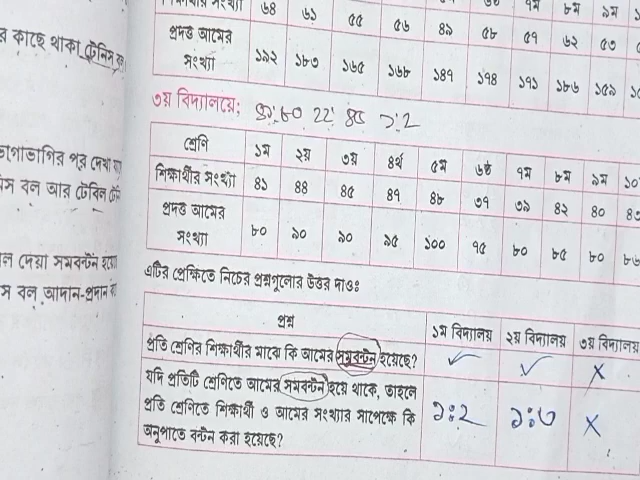 ৬৪ ৬১ ৫৫ ৫৬ ৪৯ ৫৮ ৫৭ ৬২ ৫৩
র কাছে থাকা টেনিস
প্রদত্ত আমের সংখ্যা ১৯২ ১৮৩ ১৬৫ ১৬৮ ১৪৭ ১৭৪ ১৭১ ১৮৬ ১৫৯
৩য় বিদ্যালয়ে:
শ্রেণি ১ম ২য় ৩য় ৪র্থ ৫ম ৬ষ্ঠ ৭ম ৮ম ৯ম ১০
শিক্ষার্থীর সংখ্যা ৪১ ৪৪ ৪৫ ৪৭ ৪৮ ৩৭ ৩৯ ৪২ ৪০
প্রদত্ত আমের সংখ্যা ৮০ ৯০ ৯০ ৯৫ ১০০ ৭৫ ৮০ ৮৫ ৮০ ৮৬
ভাগাভাগির পর দেখা যা
স বল আর টেবিল
দেয়া সমবন্টন
বল আদান-প্রদান
এটির প্রেক্ষিতে নিচের প্রশ্নগুলোর উত্তর দাওঃ
প্রশ্ন ১ম বিদ্যালয় ২য় বিদ্যালয় ৩য় বিদ্যালয়
প্রতি শ্রেণির শিক্ষার্থীর মাঝে কি আমের সমবন্টন হয়েছে? ✓ ✓ ✗
যদি প্রতিটি শ্রেণিতে আমের সমবন্টন হয়ে থাকে, তাহলে
প্রতি শ্রেণিতে শিক্ষার্থী ও আমের সংখ্যার সাপেক্ষে কি ১ঃ২ ১ঃ৩ ✗
অনুপাতে বন্টন করা হয়েছে?